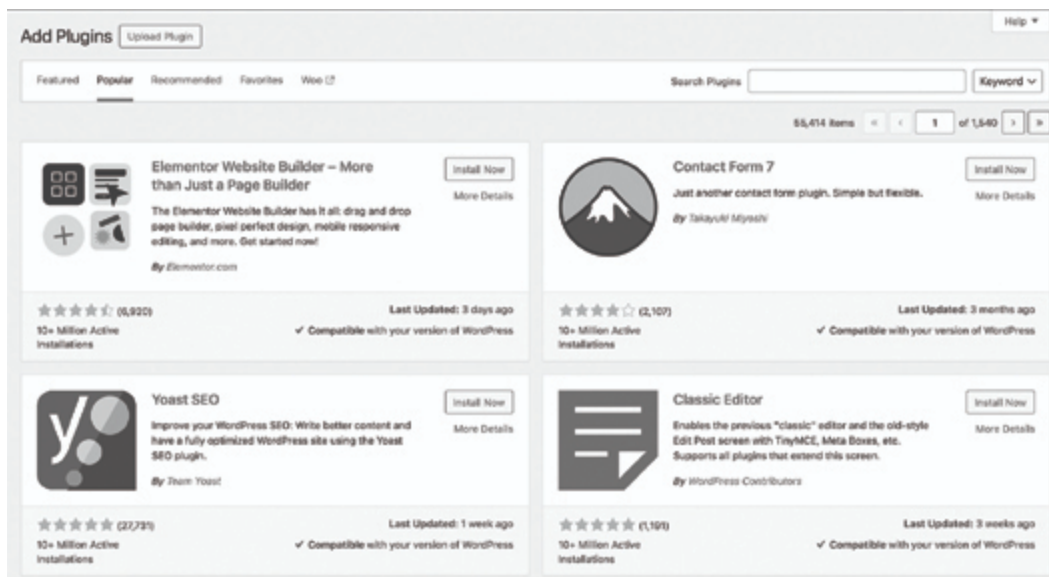 Help
Add Plugins Upload Plugin
Featured Popular Recommended Favorites Woo
Search Plugins Keyword
55,414 items « ‹ 1 of 1,540 › »
Elementor Website Builder – More
than Just a Page Builder
Install Now
More Details
The Elementor Website Builder has it all: drag and drop
page builder, pixel perfect design, mobile responsive
editing, and more. Get started now!
By Elementor.com
(6,920)
Last Updated: 3 days ago
10+ Million Active
Installations
✓ Compatible with your version of WordPress
Contact Form 7
Install Now
More Details
Just another contact form plugin. Simple but flexible.
By Takayuki Miyoshi
(2,107)
Last Updated: 3 months ago
10+ Million Active
Installations
✓ Compatible with your version of WordPress
Yoast SEO
Install Now
More Details
Improve your WordPress SEO: Write better content and
have a fully optimized WordPress site using the Yoast
SEO plugin.
By Team Yoast
(27,731)
Last Updated: 1 week ago
10+ Million Active
Installations
✓ Compatible with your version of WordPress
Classic Editor
Install Now
More Details
Enables the previous "classic" editor and the old-style
Edit Post screen with TinyMCE, Meta Boxes, etc.
Supports all plugins that extend this screen.
By WordPress Contributors
(1,191)
Last Updated: 3 weeks ago
10+ Million Active
Installations
✓ Compatible with your version of WordPress